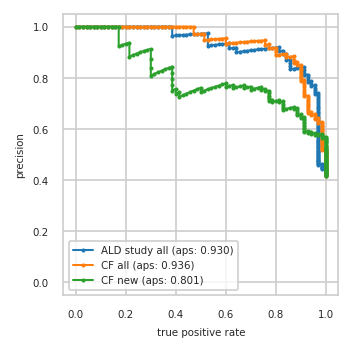 1.0
0.8
0.6
0.4
0.2
0.0
precision
ALD study all (aps: 0.930)
CF all (aps: 0.936)
CF new (aps: 0.801)
0.0 0.2 0.4 0.6 0.8 1.0
true positive rate